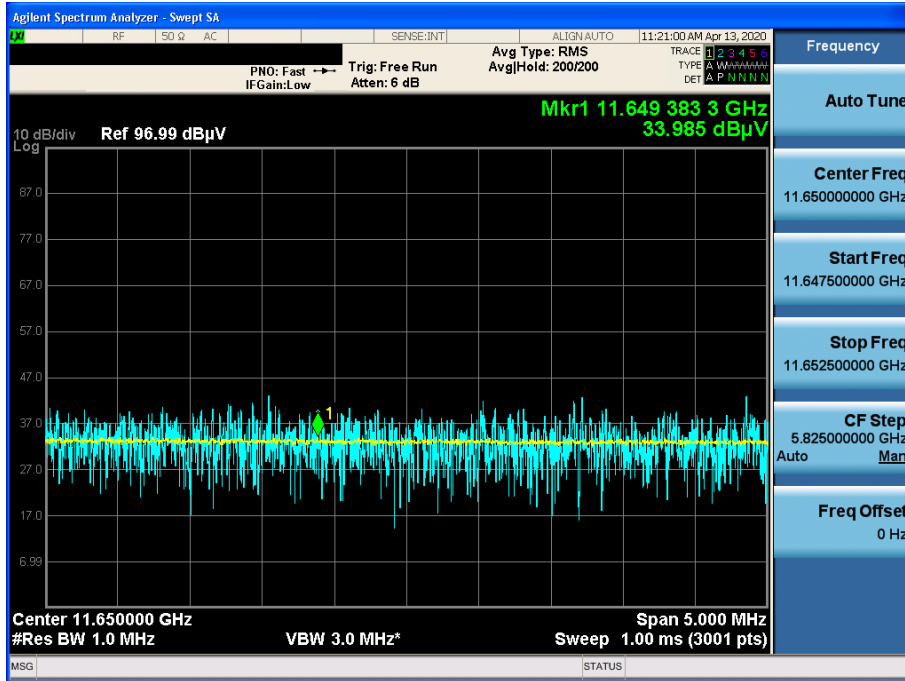 Agilent Spectrum Analyzer - Swept SA
LXI RF 50 Ω AC SENSE:INT ALIGN AUTO 11:21:00 AM Apr 13, 2020
PNO: Fast
IFGain:Low
Trig: Free Run
Atten: 6 dB
Avg Type: RMS
Avg|Hold: 200/200
TRACE 1 2 3 4 5 6
TYPE A WWWWW
DET A P N N N N
Mkr1 11.649 383 3 GHz
33.985 dBµV
10 dB/div Ref 96.99 dBµV
Log
87.0
77.0
67.0
57.0
47.0
37.0
27.0
17.0
6.99
1
Center 11.650000 GHz Span 5.000 MHz
#Res BW 1.0 MHz VBW 3.0 MHz* Sweep 1.00 ms (3001 pts)
MSG STATUS
Frequency
Auto Tune
Center Freq
11.650000000 GHz
Start Freq
11.647500000 GHz
Stop Freq
11.652500000 GHz
CF Step
5.825000000 GHz
Auto Man
Freq Offset
0 Hz